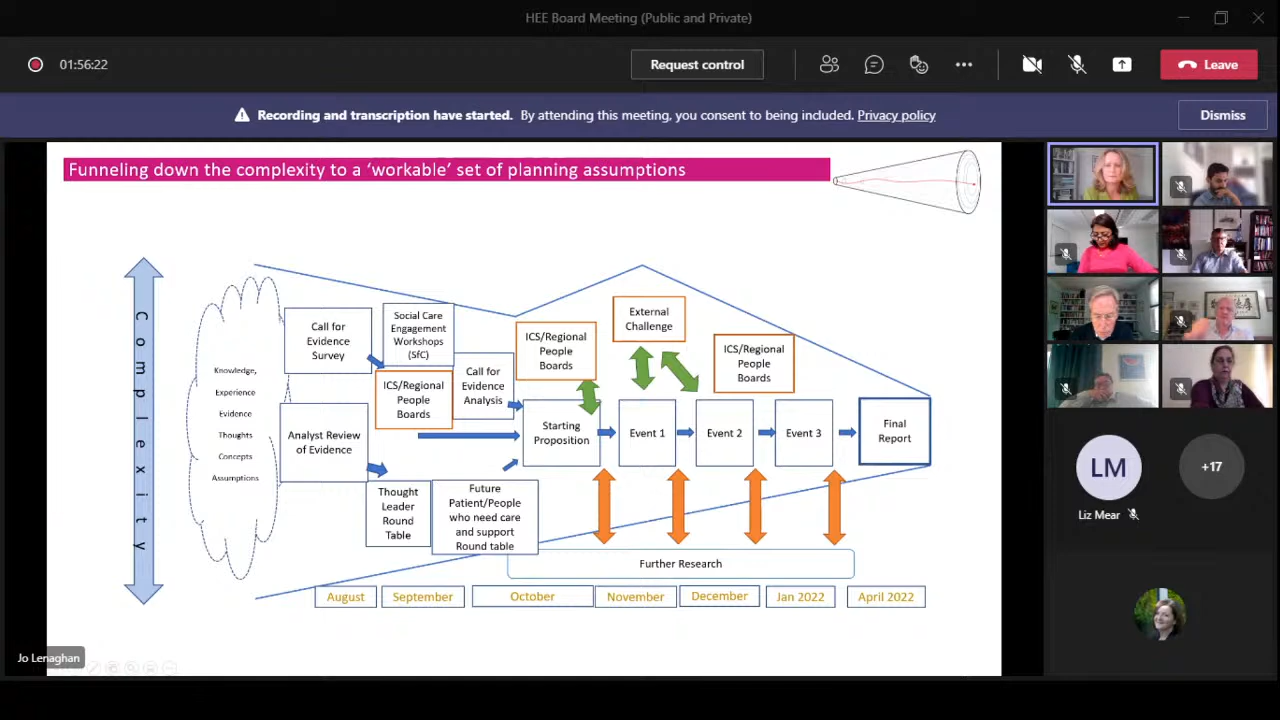 HEE Board Meeting (Public and Private)
01:56:22
Request control
Leave
Recording and transcription have started. By attending this meeting, you consent to being included. Privacy policy
Dismiss
Funneling down the complexity to a ‘workable’ set of planning assumptions
Complexity
Knowledge,
Experience
Evidence
Thoughts
Concepts
Assumptions
Call for
Evidence
Survey
Analyst Review
of Evidence
Social Care
Engagement
Workshops
(SfC)
ICS/Regional
People
Boards
Thought
Leader
Round
Table
Call for
Evidence
Analysis
Future
Patient/People
who need care
and support
Round table
ICS/Regional
People
Boards
Starting
Proposition
External
Challenge
Event 1
ICS/Regional
People
Boards
Event 2
Event 3
Final
Report
Further Research
August
September
October
November
December
Jan 2022
April 2022
Jo Lenaghan
LM
Liz Mear
+17